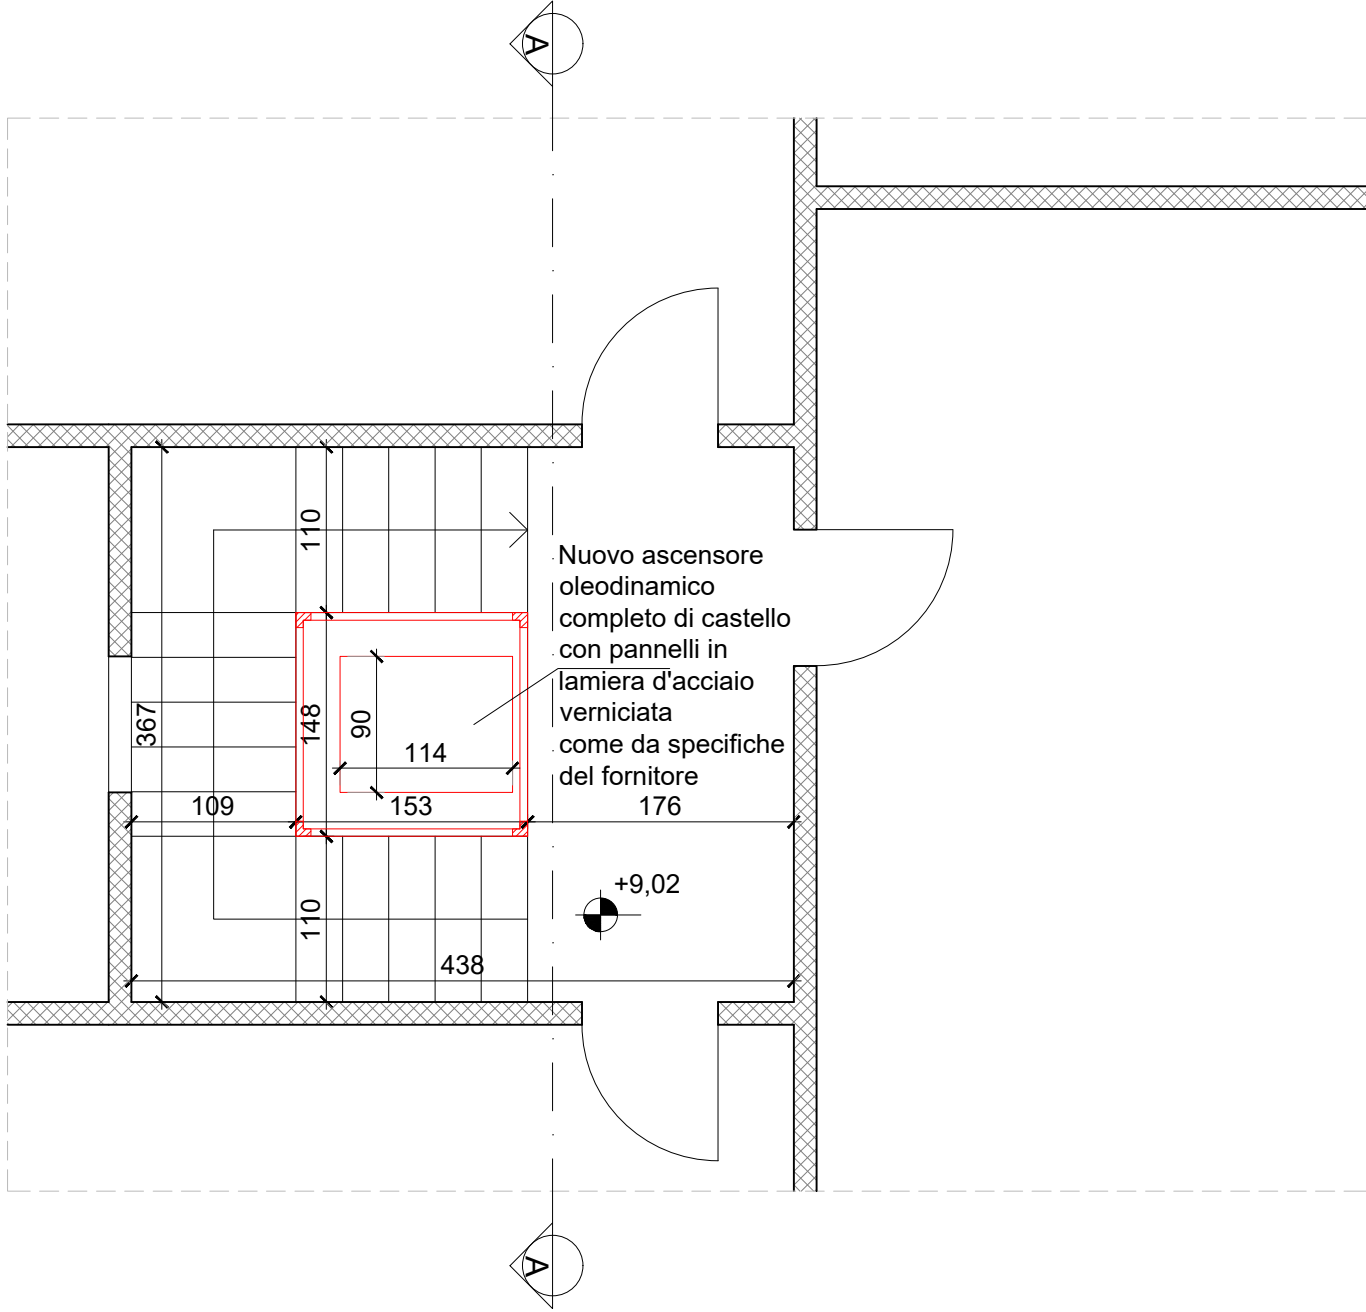 A
110
Nuovo ascensore
oleodinamico
completo di castello
con pannelli in
lamiera d'acciaio
verniciata
come da specifiche
del fornitore
367
148
90
114
109
153
176
+9,02
110
438
A